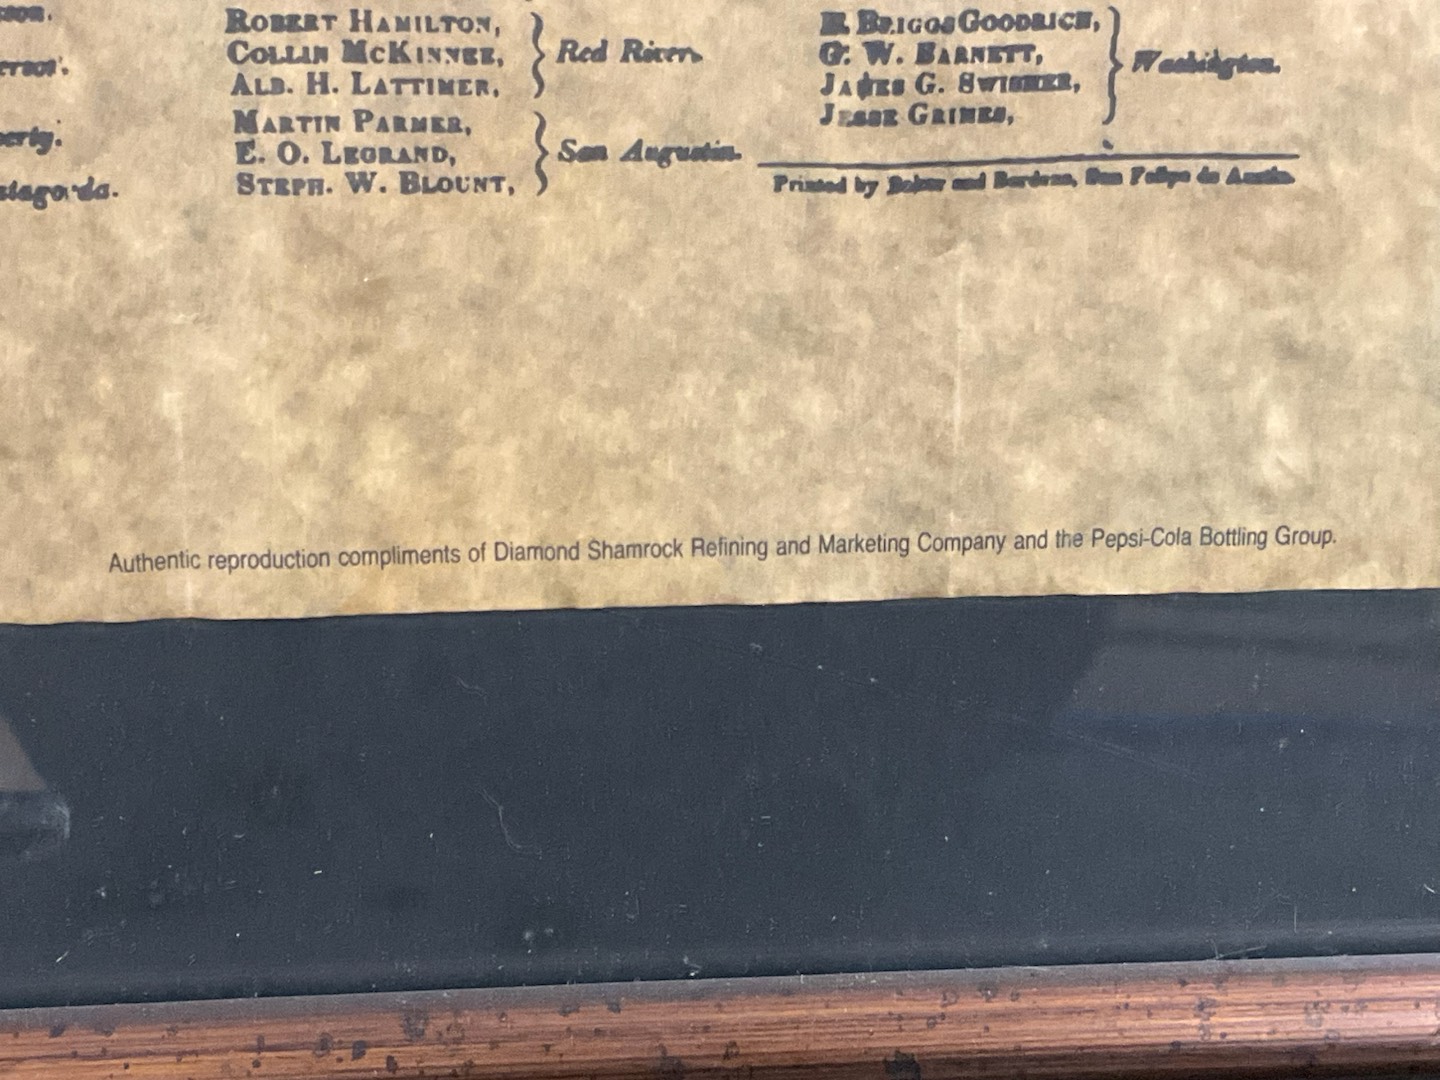 ROBERT HAMILTON,
COLLIN MCKINNEE,
ALB. H. LATTIMER,
Red River.
MARTIN PARMER,
E. O. LEGRAND,
STEPH. W. BLOUNT,
San Augustin.
BRIGGS GOODRICH,
G. W. BARNETT,
JAMES G. SWISHER,
JESSE GRIMES,
Washington.
Printed by Baker and Bordens, San Felipe de Austin.
Authentic reproduction compliments of Diamond Shamrock Refining and Marketing Company and the Pepsi-Cola Bottling Group.